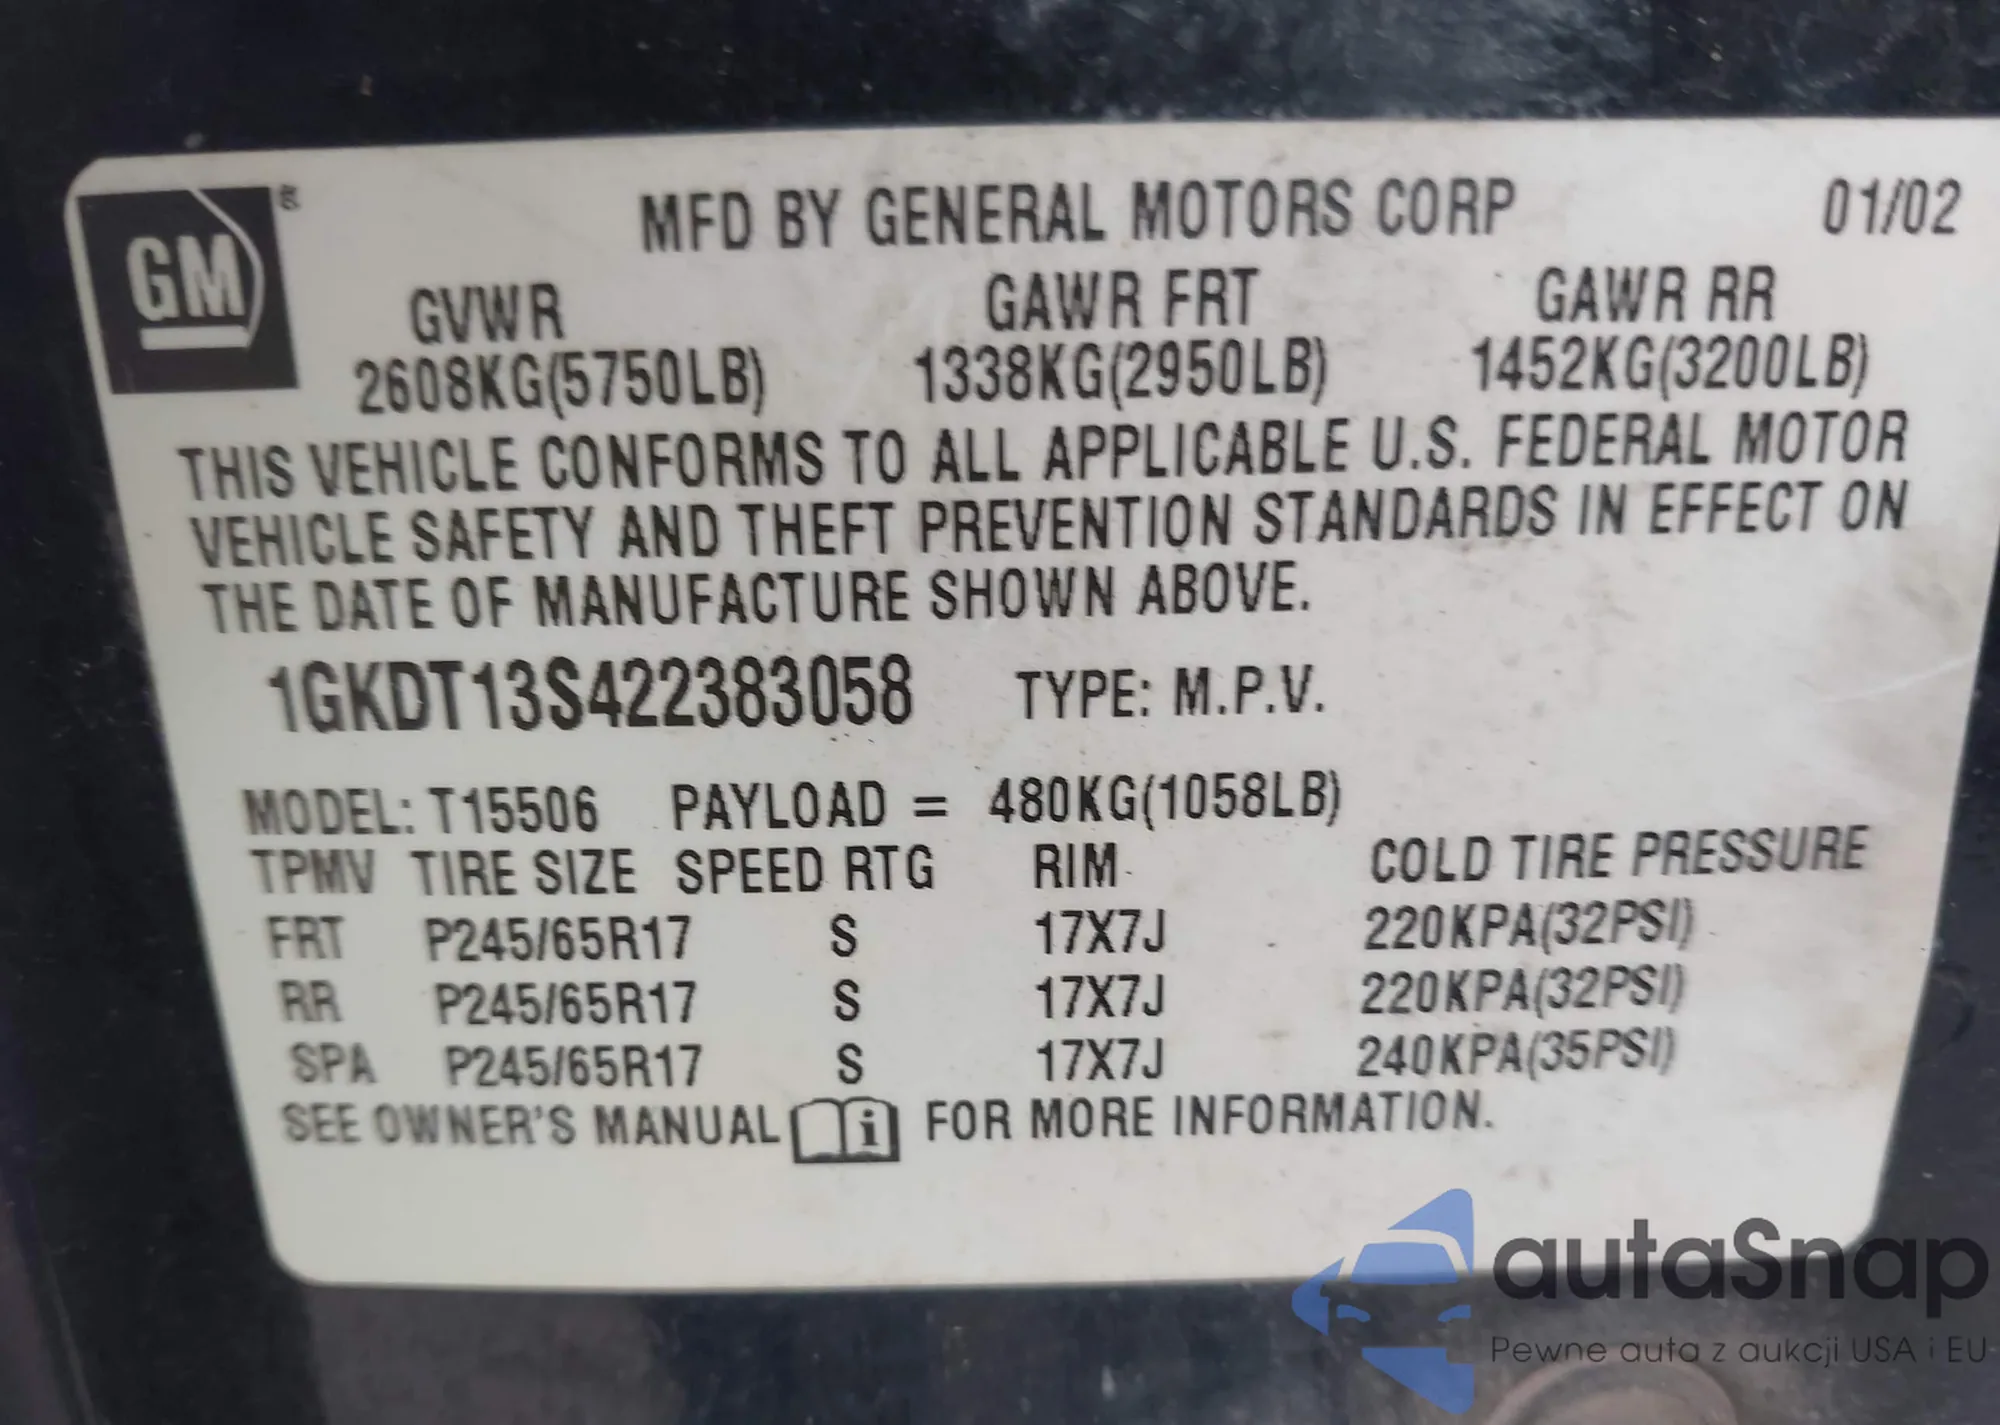 GM ®
MFD BY GENERAL MOTORS CORP 01/02
GVWR GAWR FRT GAWR RR
2608KG(5750LB) 1338KG(2950LB) 1452KG(3200LB)
THIS VEHICLE CONFORMS TO ALL APPLICABLE U.S. FEDERAL MOTOR
VEHICLE SAFETY AND THEFT PREVENTION STANDARDS IN EFFECT ON
THE DATE OF MANUFACTURE SHOWN ABOVE.
1GKDT13S422383058 TYPE: M.P.V.
MODEL: T15506 PAYLOAD = 480KG(1058LB)
TPMV TIRE SIZE SPEED RTG RIM COLD TIRE PRESSURE
FRT P245/65R17 S 17X7J 220KPA(32PSI)
RR P245/65R17 S 17X7J 220KPA(32PSI)
SPA P245/65R17 S 17X7J 240KPA(35PSI)
SEE OWNER'S MANUAL i FOR MORE INFORMATION.
autaSnap
Pewne auta z aukcji USA i EU